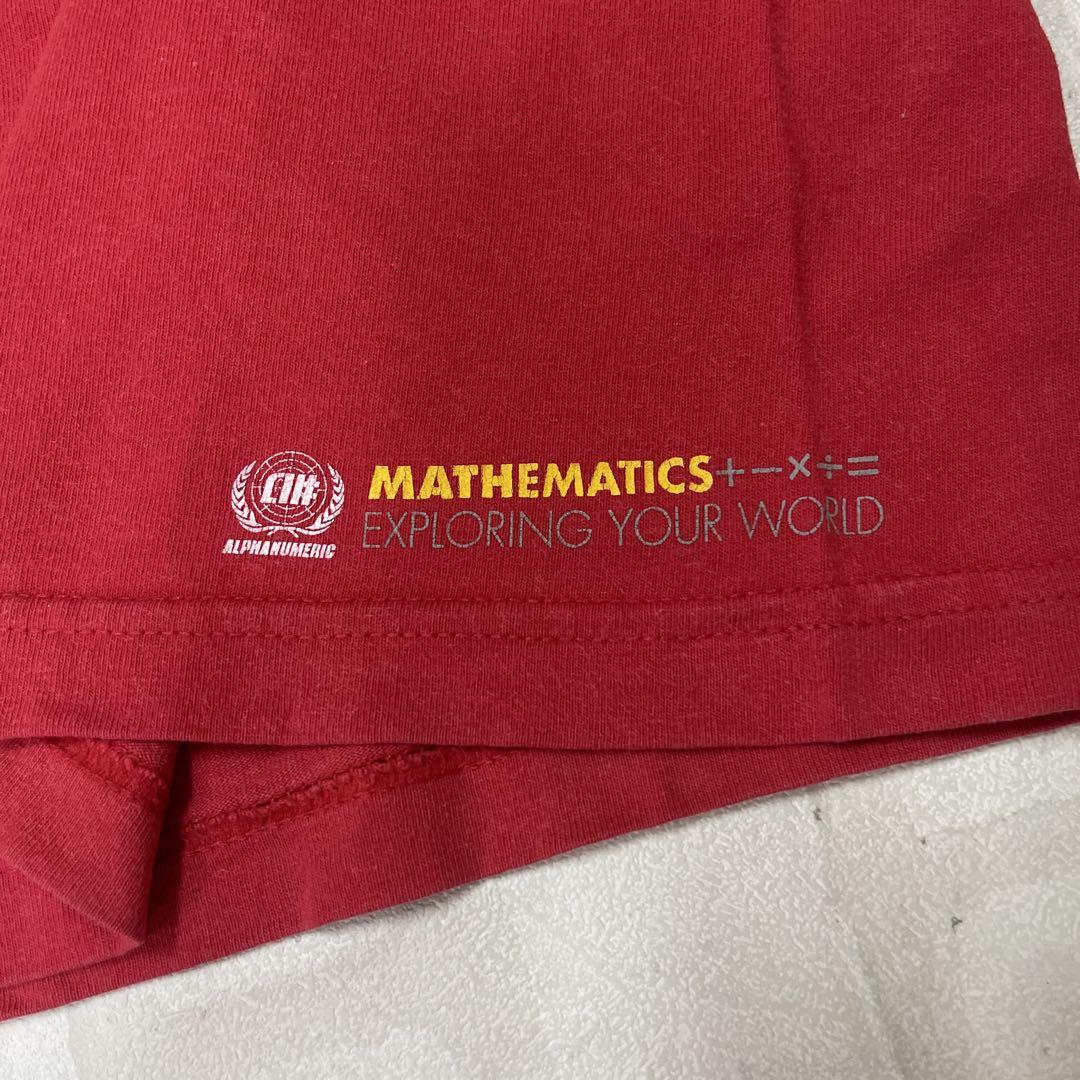 MATHEMATICS+−×÷=
EXPLORING YOUR WORLD
ALPHANUMERIC